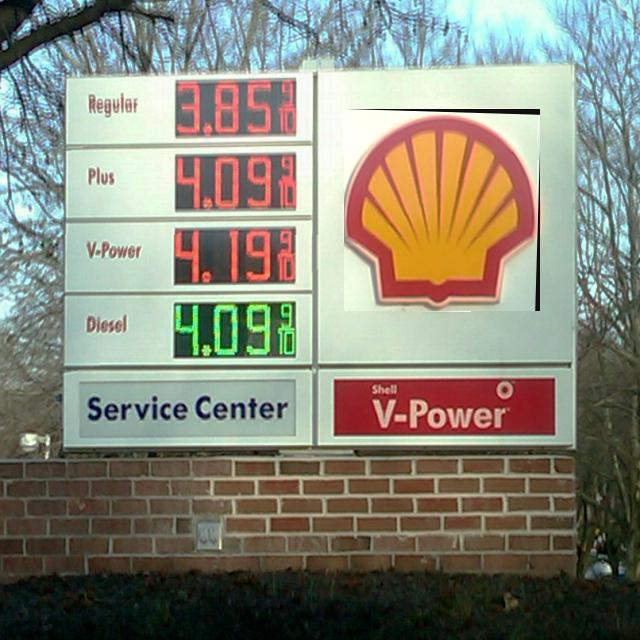 Regular 3.85 9/10
Plus 4.09 9/10
V-Power 4.19 9/10
Diesel 4.09 9/10
Service Center
Shell
V-Power